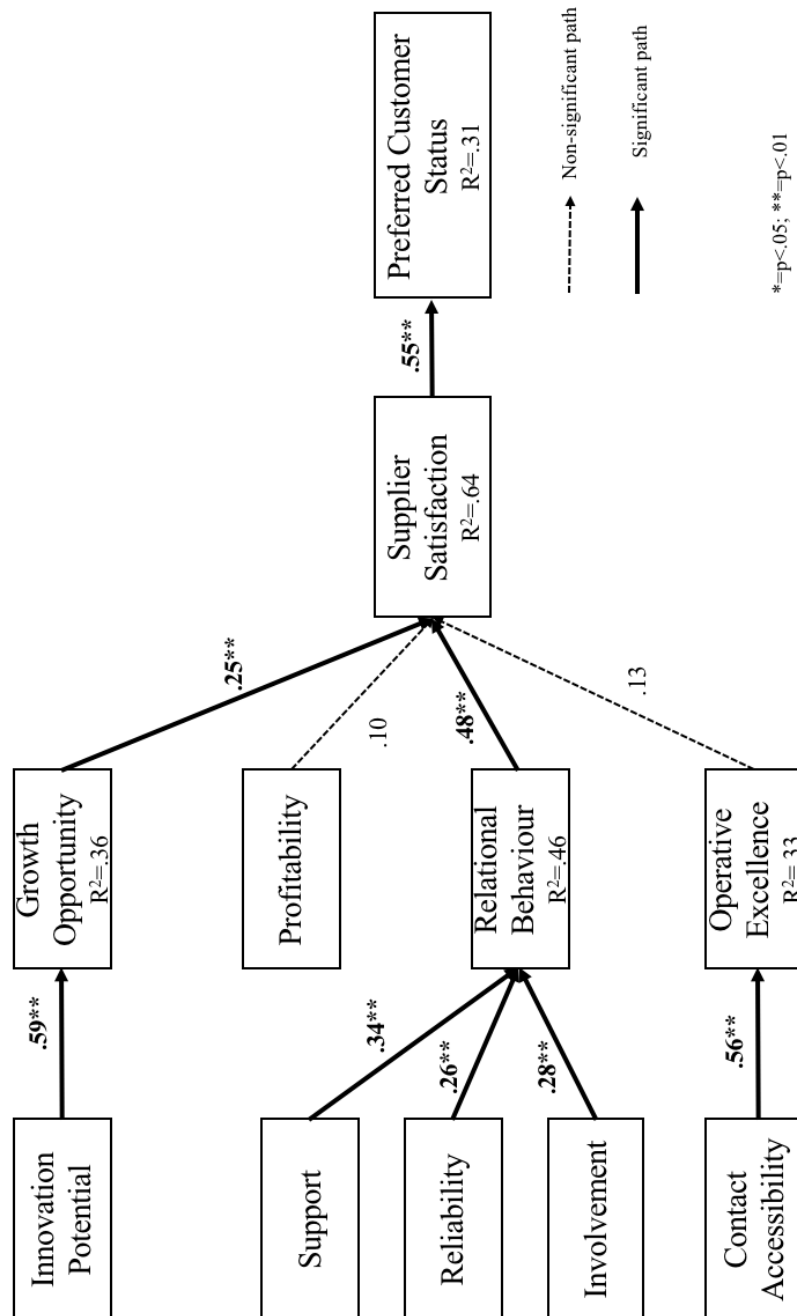 Innovation
Potential
.59**
Growth
Opportunity
R²=.36
.25**
Profitability
.10
Support
.34**
Reliability
.26**
Involvement
.28**
Relational
Behaviour
R²=.46
.48**
Contact
Accessibility
.56**
Operative
Excellence
R²=.33
.13
Supplier
Satisfaction
R²=.64
.55**
Preferred Customer
Status
R²=.31
Non-significant path
Significant path
*=p<.05; **=p<.01